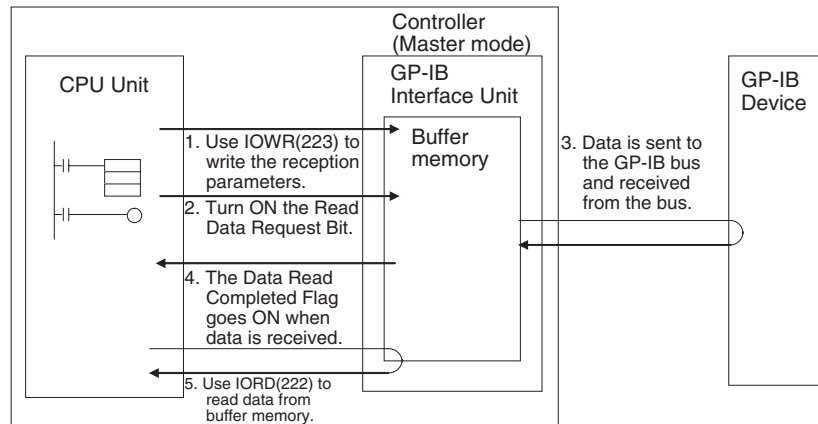 Controller
(Master mode)
CPU Unit
GP-IB
Interface Unit
GP-IB
Device
Buffer
memory
1. Use IOWR(223) to
write the reception
parameters.
2. Turn ON the Read
Data Request Bit.
3. Data is sent to
the GP-IB bus
and received
from the bus.
4. The Data Read
Completed Flag
goes ON when
data is received.
5. Use IORD(222) to
read data from
buffer memory.